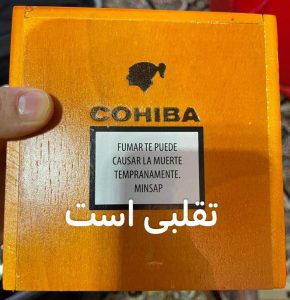 COHIBA
FUMAR TE PUEDE
CAUSAR LA MUERTE
TEMPRANAMENTE.
MINSAP
تقلبی است